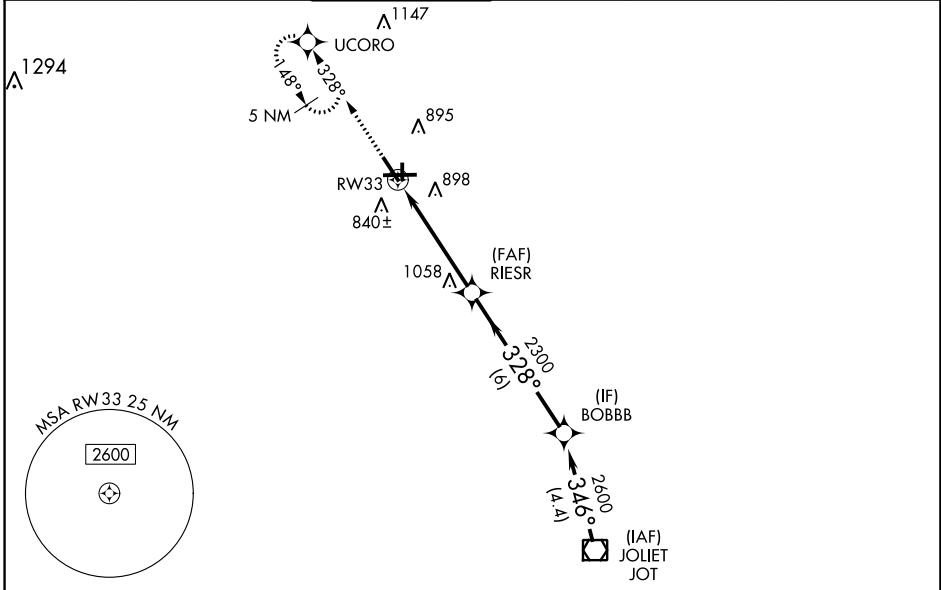 1147
UCORO
1294
148°
328°
5 NM
895
RW33
898
840±
(FAF)
RIESR
1058
2300
328°
(6)
(IF)
BOBBB
MSA RW33 25 NM
2600
2600
346°
(4.4)
(IAF)
JOLIET
JOT